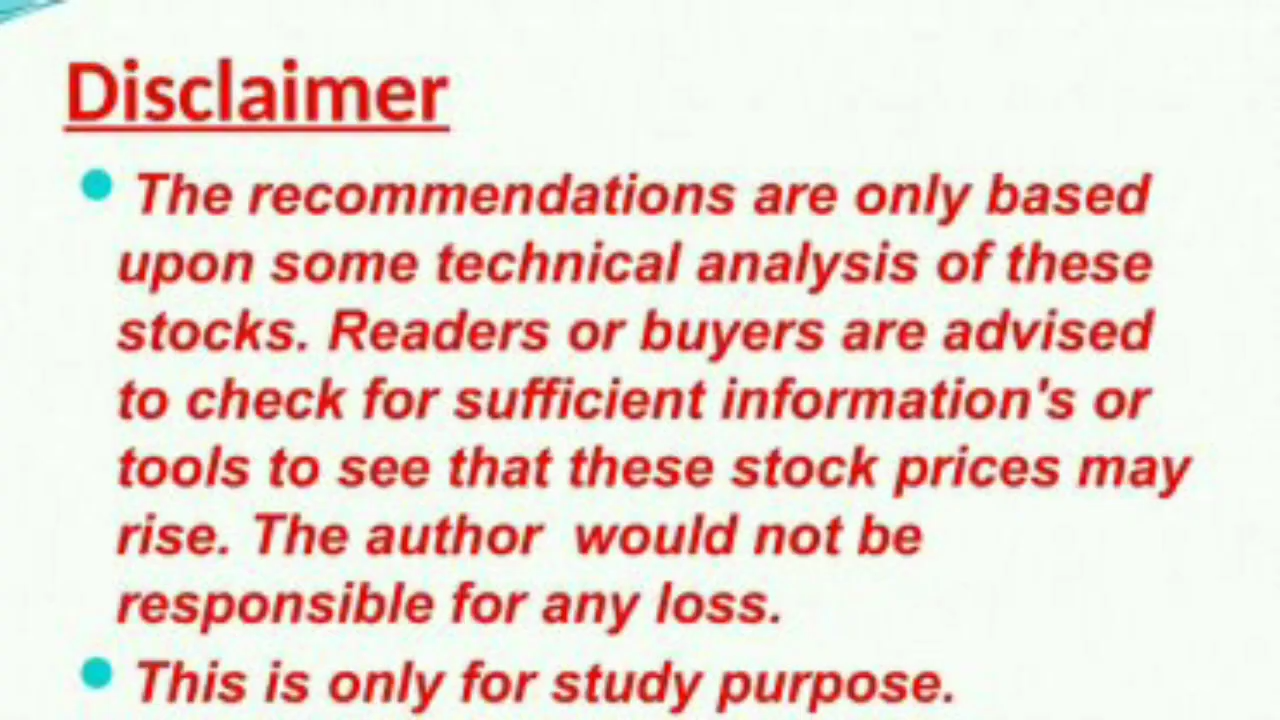 Disclaimer
The recommendations are only based
upon some technical analysis of these
stocks. Readers or buyers are advised
to check for sufficient information's or
tools to see that these stock prices may
rise. The author  would not be
responsible for any loss.
This is only for study purpose.